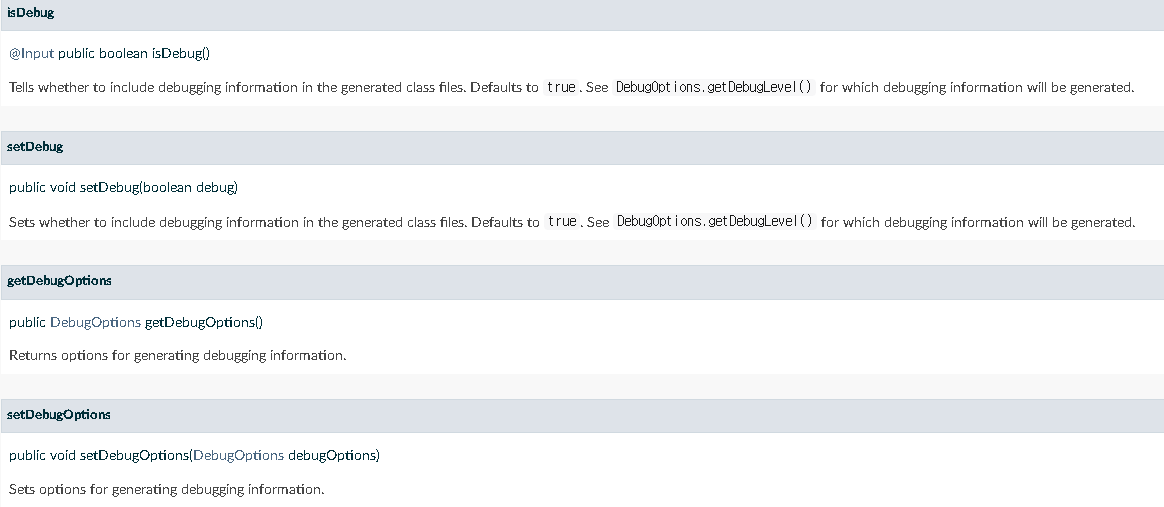 isDebug
@Input public boolean isDebug()
Tells whether to include debugging information in the generated class files. Defaults to true. See DebugOptions.getDebugLevel() for which debugging information will be generated.
setDebug
public void setDebug(boolean debug)
Sets whether to include debugging information in the generated class files. Defaults to true. See DebugOptions.getDebugLevel() for which debugging information will be generated.
getDebugOptions
public DebugOptions getDebugOptions()
Returns options for generating debugging information.
setDebugOptions
public void setDebugOptions(DebugOptions debugOptions)
Sets options for generating debugging information.